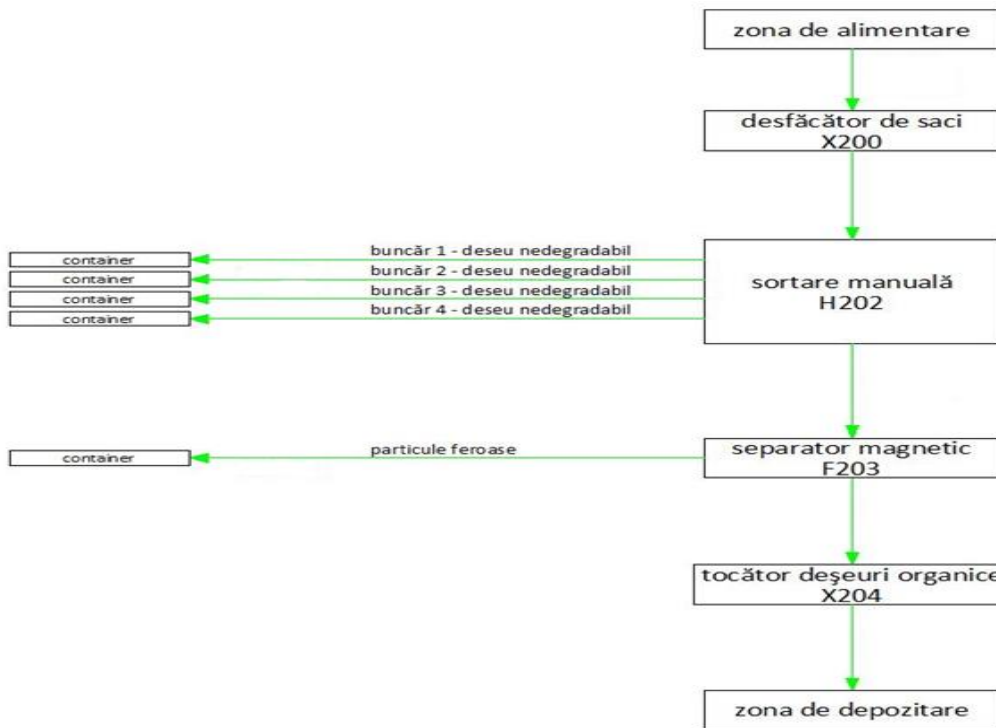 zona de alimentare
desfăcător de saci
X200
buncăr 1 - deseu nedegradabil
container
buncăr 2 - deseu nedegradabil
container
buncăr 3 - deseu nedegradabil
container
buncăr 4 - deseu nedegradabil
container
sortare manuală
H202
particule feroase
container
separator magnetic
F203
tocător deşeuri organice
X204
zona de depozitare